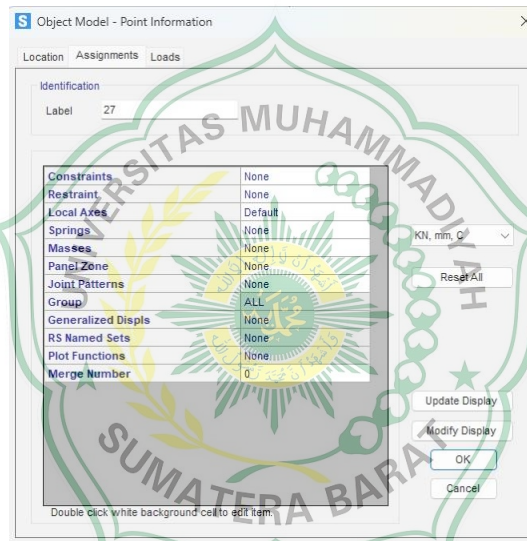 Object Model - Point Information
Location Assignments Loads
Identification
Label 27
Constraints None
Restraint None
Local Axes Default
Springs None
Masses None
Panel Zone None
Joint Patterns None
Group ALL
Generalized Displs None
RS Named Sets None
Plot Functions None
Merge Number 0
KN, mm, C
Reset All
Update Display
Modify Display
OK
Cancel
Double click white background cell to edit item.
UNIVERSITAS MUHAMMADIYAH
SUMATERA BARAT